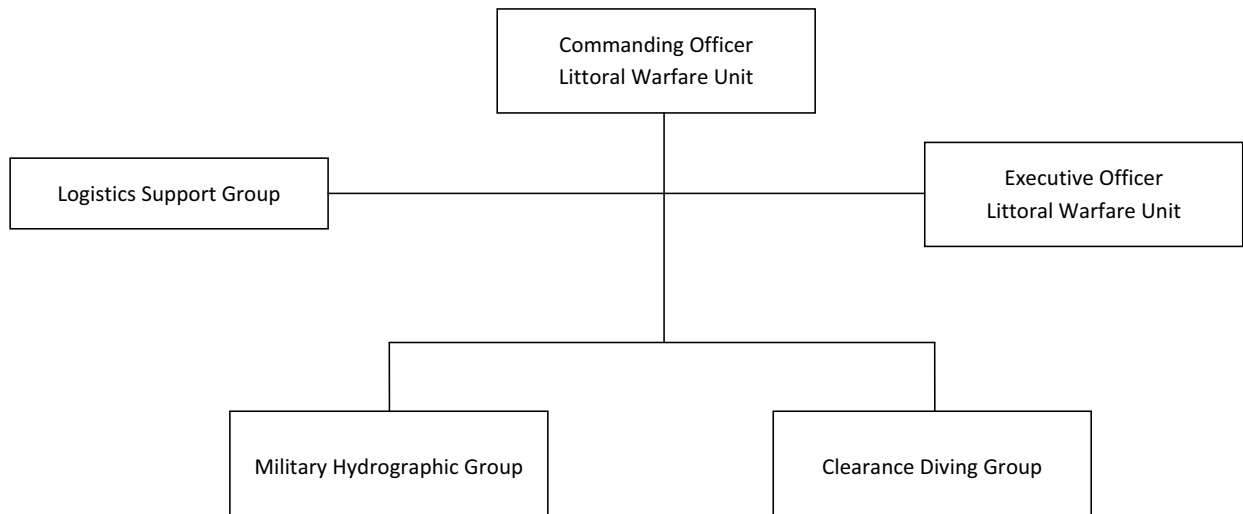 Commanding Officer
Littoral Warfare Unit
Logistics Support Group
Executive Officer
Littoral Warfare Unit
Military Hydrographic Group
Clearance Diving Group